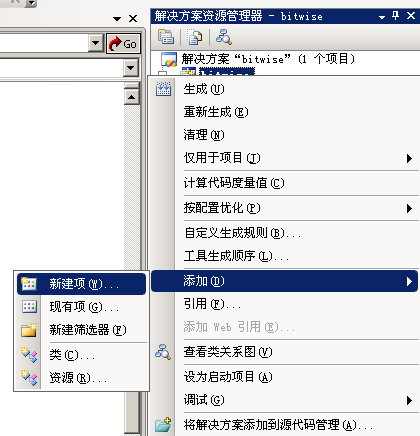 Go
解决方案资源管理器 - bitwise
解决方案“bitwise”(1 个项目)
bitwise
生成(U)
重新生成(E)
清理(N)
仅用于项目(J)
计算代码度量值(C)
按配置优化(P)
自定义生成规则(B)...
工具生成顺序(L)...
添加(D)
引用(F)...
添加 Web 引用(E)...
查看类关系图(V)
设为启动项目(A)
调试(G)
将解决方案添加到源代码管理(A)...
新建项(W)...
现有项(G)...
新建筛选器(F)
类(C)...
资源(R)...